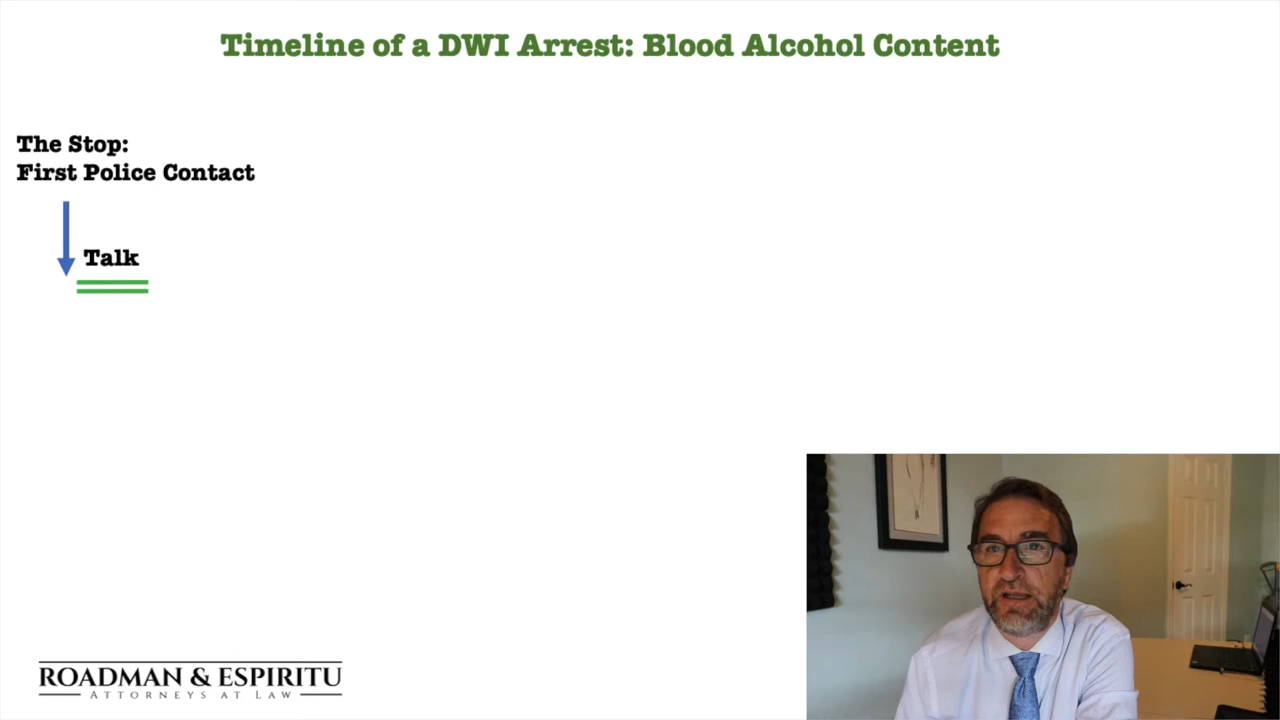 Timeline of a DWI Arrest: Blood Alcohol Content
The Stop:
First Police Contact
Talk
ROADMAN & ESPIRITU
ATTORNEYS AT LAW